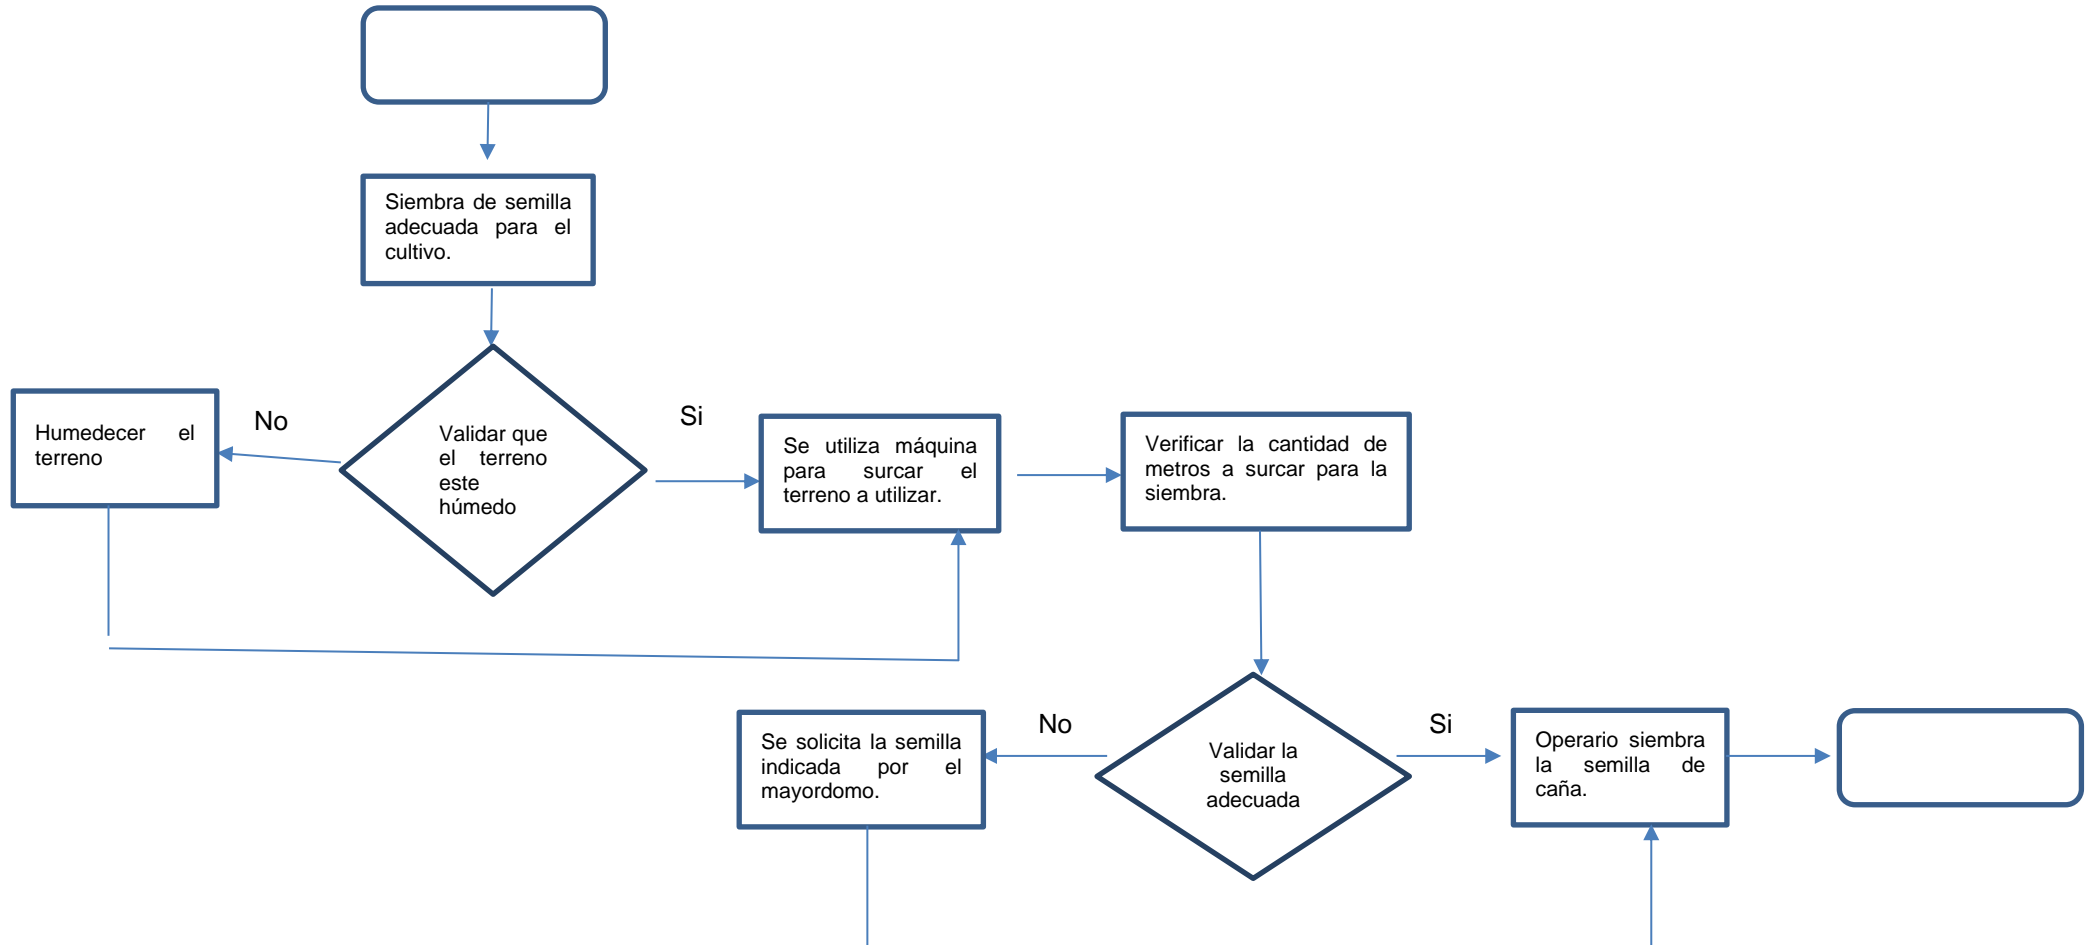 Siembra de semilla
adecuada para el
cultivo.
No
Humedecer el
terreno
Validar que
el terreno
este
húmedo
Si
Se utiliza máquina
para surcar el
terreno a utilizar.
Verificar la cantidad de
metros a surcar para la
siembra.
No
Se solicita la semilla
indicada por el
mayordomo.
Validar la
semilla
adecuada
Si
Operario siembra
la semilla de
caña.